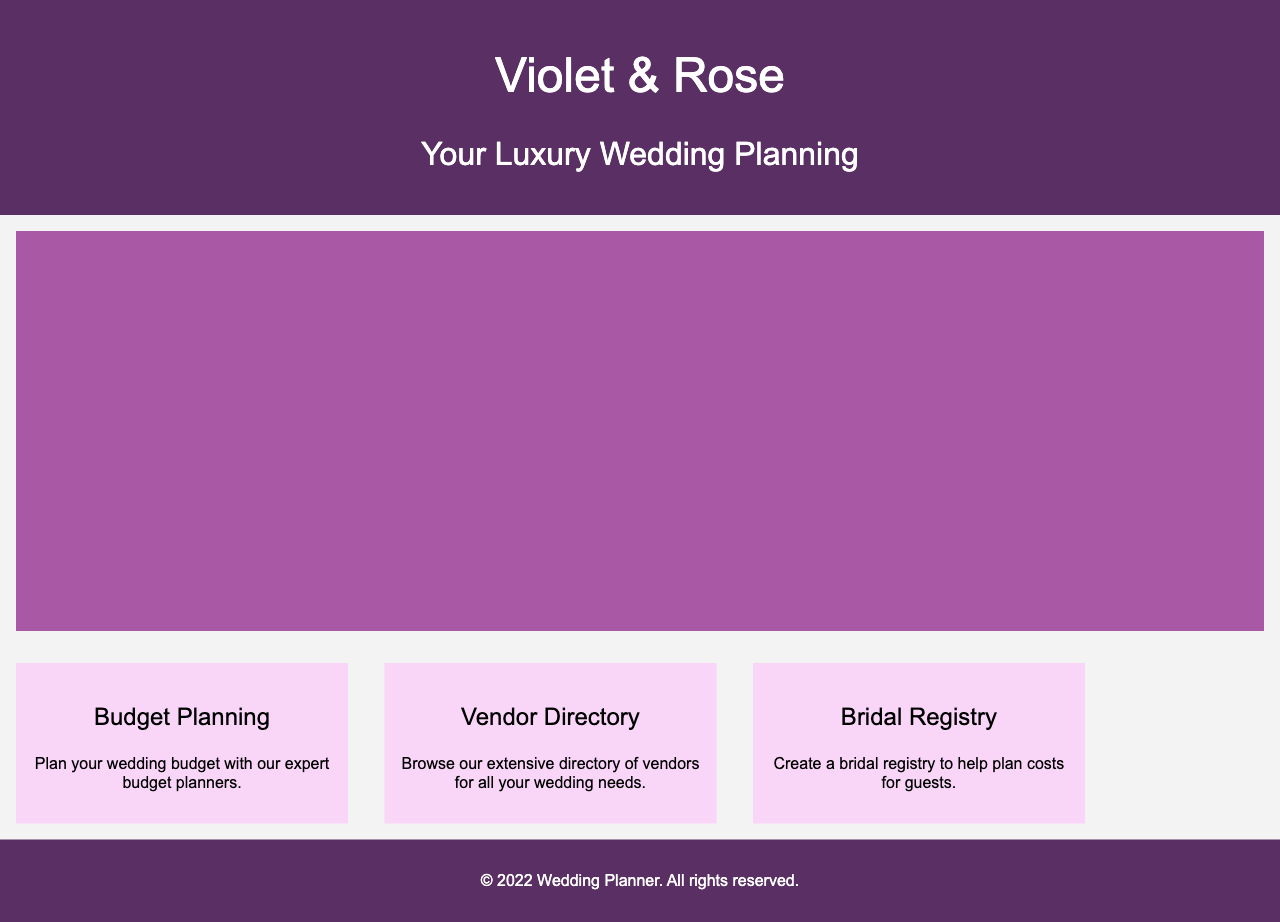 Violet & Rose
Your Luxury Wedding Planning
Budget Planning
Plan your wedding budget with our expert
budget planners.
Vendor Directory
Browse our extensive directory of vendors
for all your wedding needs.
Bridal Registry
Create a bridal registry to help plan costs
for guests.
© 2022 Wedding Planner. All rights reserved.